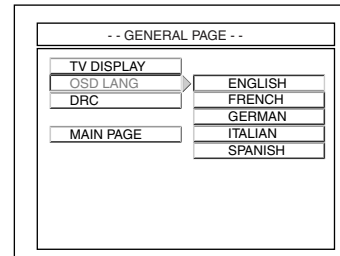 - - GENERAL PAGE - -
TV DISPLAY
OSD LANG
DRC
MAIN PAGE
ENGLISH
FRENCH
GERMAN
ITALIAN
SPANISH